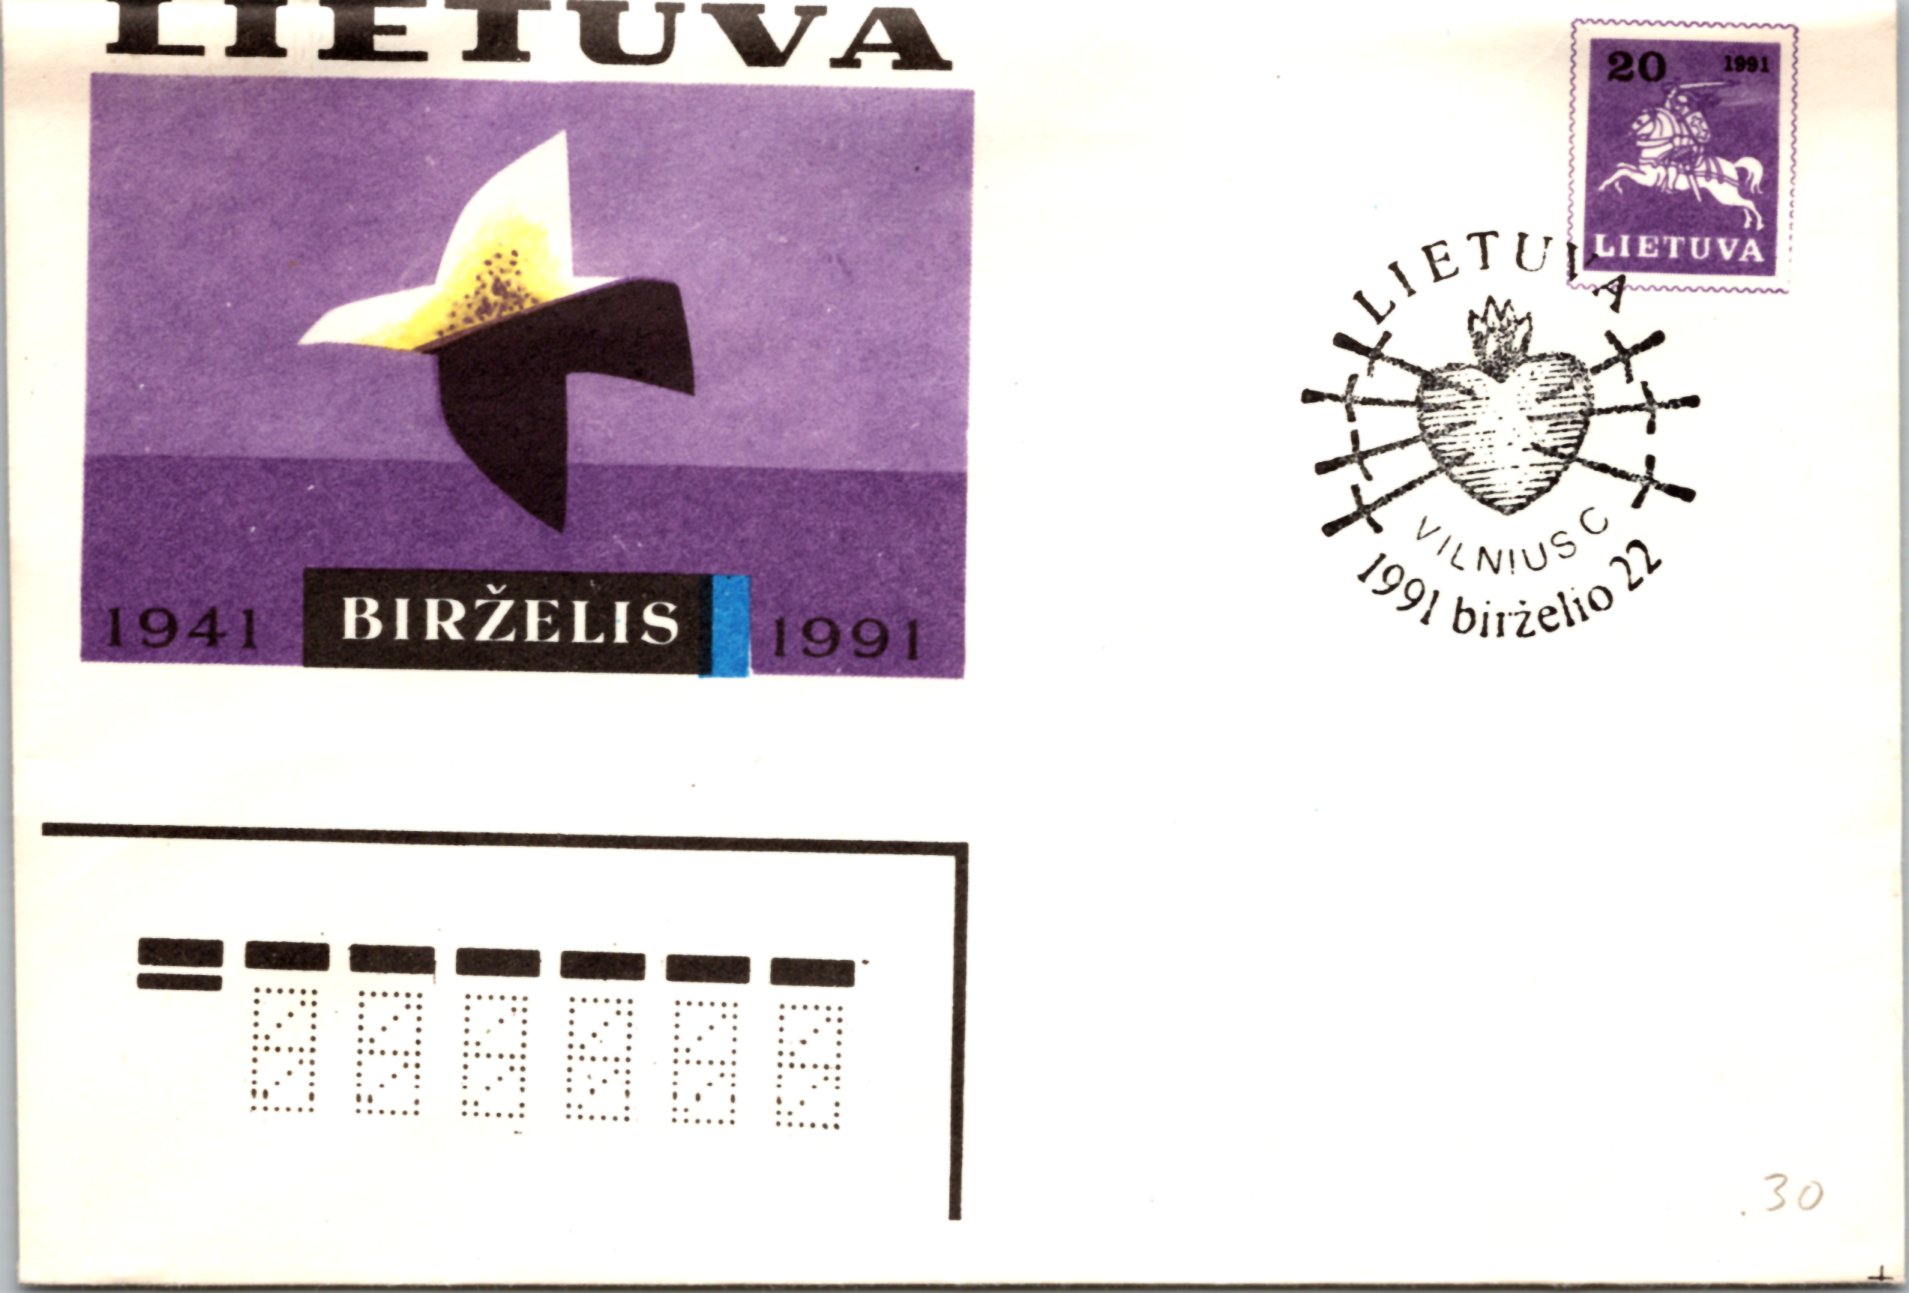 LIETUVA
1941 BIRŽELIS 1991
20 1991
LIETUVA
LIETUVA
VILNIUS C
1991 birželio 22
.30